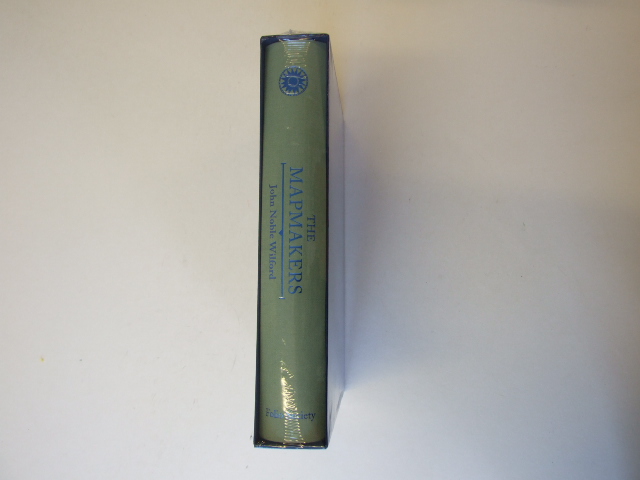 THE
MAPMAKERS
John Noble Wilford
Folio Society